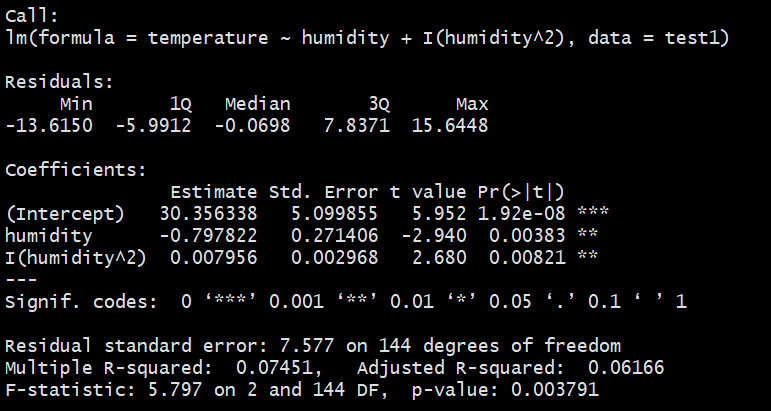 Call:
lm(formula = temperature ~ humidity + I(humidity^2), data = test1)
Residuals:
Min 1Q Median 3Q Max
-13.6150 -5.9912 -0.0698 7.8371 15.6448
Coefficients:
Estimate Std. Error t value Pr(>|t|)
(Intercept) 30.356338 5.099855 5.952 1.92e-08 ***
humidity -0.797822 0.271406 -2.940 0.00383 **
I(humidity^2) 0.007956 0.002968 2.680 0.00821 **
---
Signif. codes: 0 ‘***’ 0.001 ‘**’ 0.01 ‘*’ 0.05 ‘.’ 0.1 ‘ ’ 1
Residual standard error: 7.577 on 144 degrees of freedom
Multiple R-squared: 0.07451, Adjusted R-squared: 0.06166
F-statistic: 5.797 on 2 and 144 DF, p-value: 0.003791